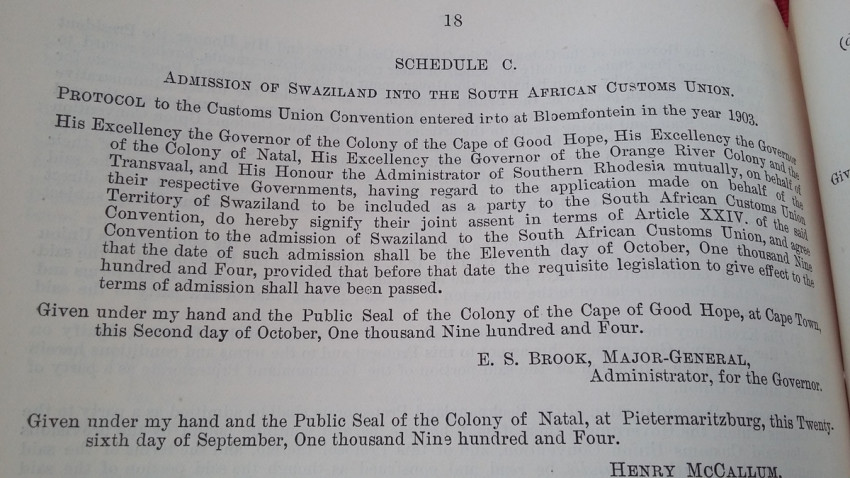 18
SCHEDULE C.
ADMISSION OF SWAZILAND INTO THE SOUTH AFRICAN CUSTOMS UNION.
PROTOCOL to the Customs Union Convention entered into at Bloemfontein in the year 1903.
His Excellency the Governor of the Colony of the Cape of Good Hope, His Excellency the Governor
of the Colony of Natal, His Excellency the Governor of the Orange River Colony and the
Transvaal, and His Honour the Administrator of Southern Rhodesia mutually, on behalf of
their respective Governments, having regard to the application made on behalf of the
Territory of Swaziland to be included as a party to the South African Customs Union
Convention, do hereby signify their joint assent in terms of Article XXIV. of the said
Convention to the admission of Swaziland to the South African Customs Union, and agree
that the date of such admission shall be the Eleventh day of October, One thousand Nine
hundred and Four, provided that before that date the requisite legislation to give effect to the
terms of admission shall have been passed.
Given under my hand and the Public Seal of the Colony of the Cape of Good Hope, at Cape Town,
this Second day of October, One thousand Nine hundred and Four.
E. S. BROOK, MAJOR-GENERAL,
Administrator, for the Governor.
Given under my hand and the Public Seal of the Colony of Natal, at Pietermaritzburg, this Twenty-
sixth day of September, One thousand Nine hundred and Four.
HENRY MCCALLUM.